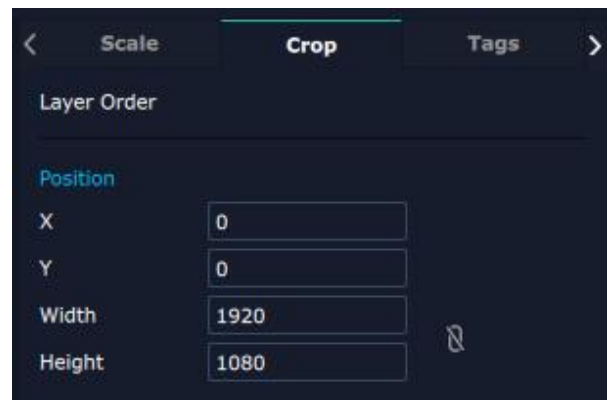 Scale Crop Tags
Layer Order
Position
X 0
Y 0
Width 1920
Height 1080